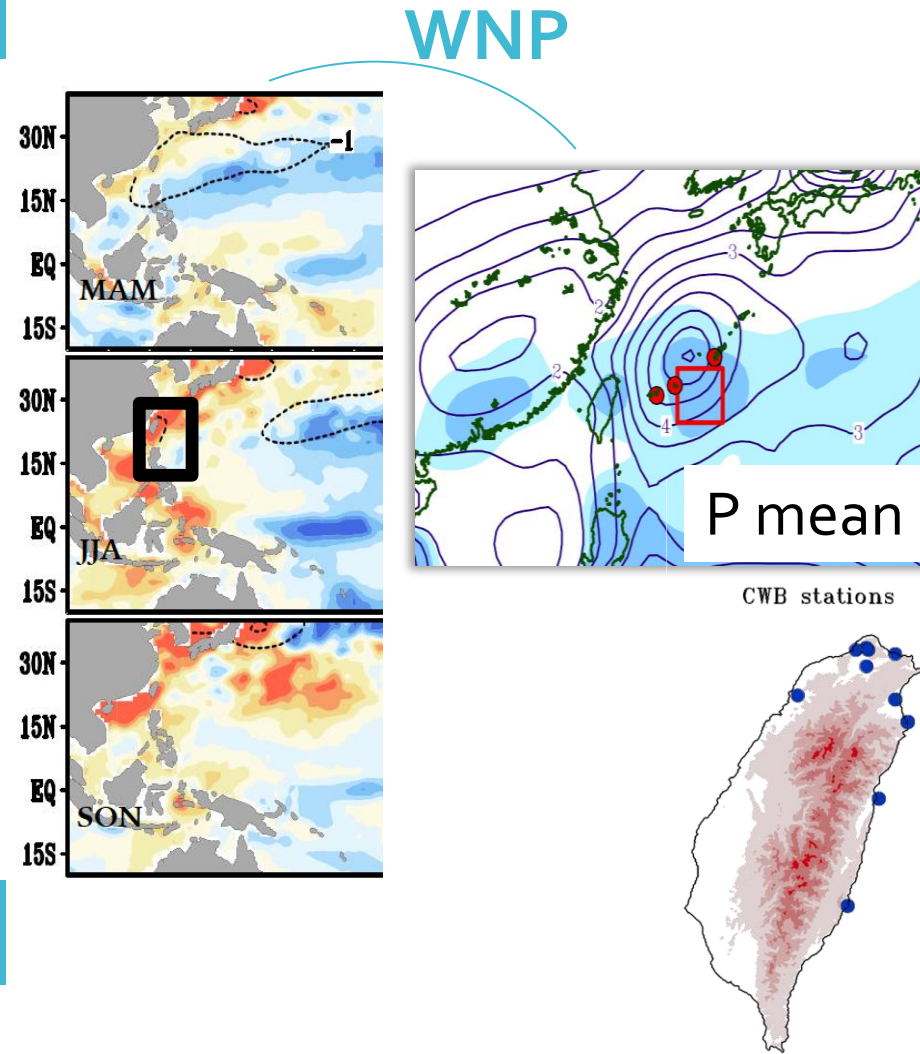 WNP
30N
15N
EQ
15S
MAM
-1
30N
15N
EQ
15S
JJA
30N
15N
EQ
15S
SON
3
2
2
4
3
P mean
CWB stations